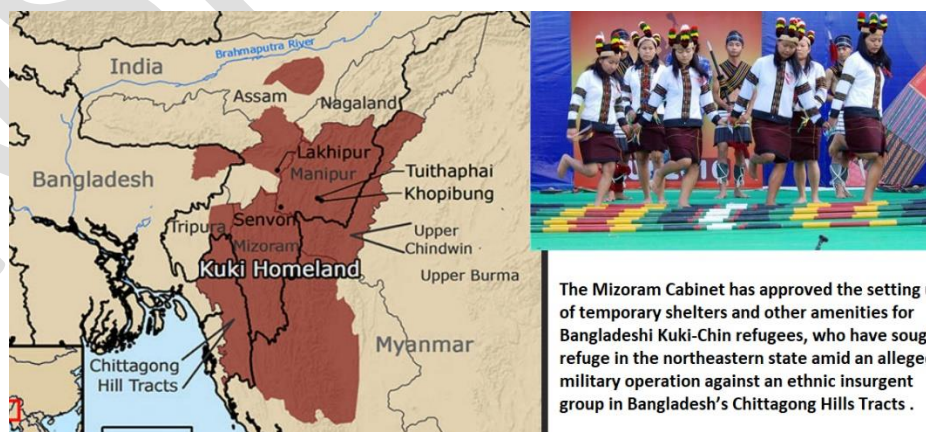 Brahmaputra River
India
Assam
Nagaland
Lakhipur
Manipur
Tuithaphai
Khopibung
Bangladesh
Tripura
Senvon
Mizoram
Upper
Chindwin
Kuki Homeland
Upper Burma
Myanmar
Chittagong
Hill Tracts
The Mizoram Cabinet has approved the setting
of temporary shelters and other amenities for
Bangladeshi Kuki-Chin refugees, who have
refuge in the northeastern state amid an
military operation against an ethnic insurgent
group in Bangladesh's Chittagong Hills Tracts .